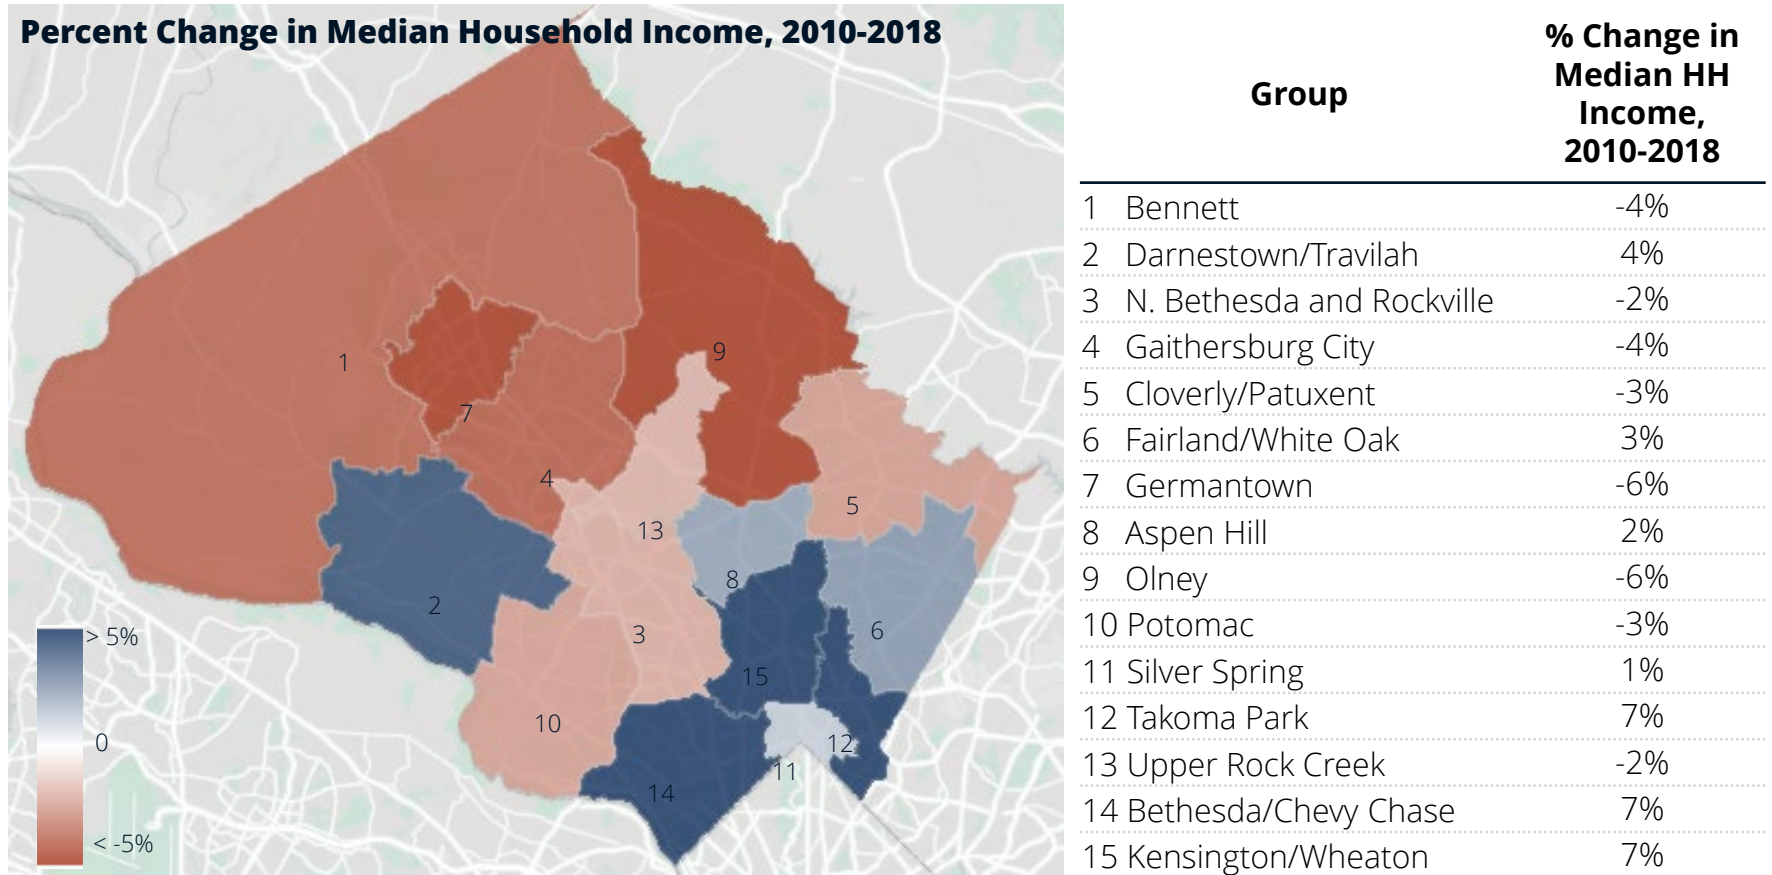 Percent Change in Median Household Income, 2010-2018
1
9
7
4
5
13
8
2
3
6
15
10
12
11
14
> 5%
0
< -5%
Group
% Change in
Median HH
Income,
2010-2018
1 Bennett -4%
2 Darnestown/Travilah 4%
3 N. Bethesda and Rockville -2%
4 Gaithersburg City -4%
5 Cloverly/Patuxent -3%
6 Fairland/White Oak 3%
7 Germantown -6%
8 Aspen Hill 2%
9 Olney -6%
10 Potomac -3%
11 Silver Spring 1%
12 Takoma Park 7%
13 Upper Rock Creek -2%
14 Bethesda/Chevy Chase 7%
15 Kensington/Wheaton 7%